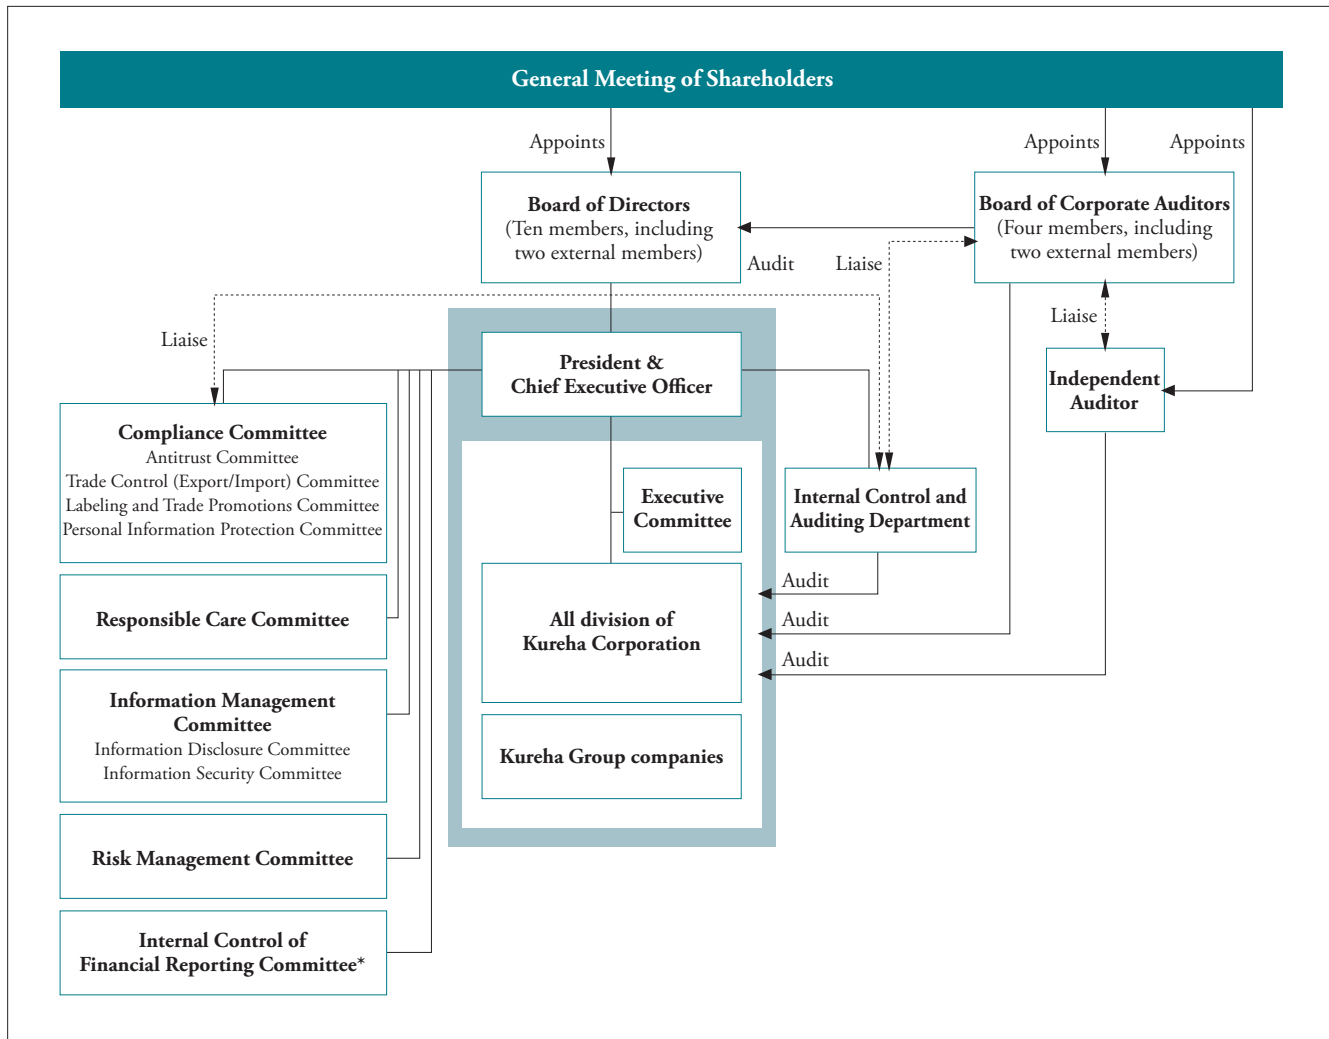 General Meeting of Shareholders
Appoints
Appoints
Appoints
Board of Directors
(Ten members, including
two external members)
Board of Corporate Auditors
(Four members, including
two external members)
Audit
Liaise
Liaise
Liaise
President &
Chief Executive Officer
Independent
Auditor
Compliance Committee
Antitrust Committee
Trade Control (Export/Import) Committee
Labeling and Trade Promotions Committee
Personal Information Protection Committee
Executive
Committee
Internal Control and
Auditing Department
Audit
Audit
Audit
Responsible Care Committee
All division of
Kureha Corporation
Information Management
Committee
Information Disclosure Committee
Information Security Committee
Kureha Group companies
Risk Management Committee
Internal Control of
Financial Reporting Committee*